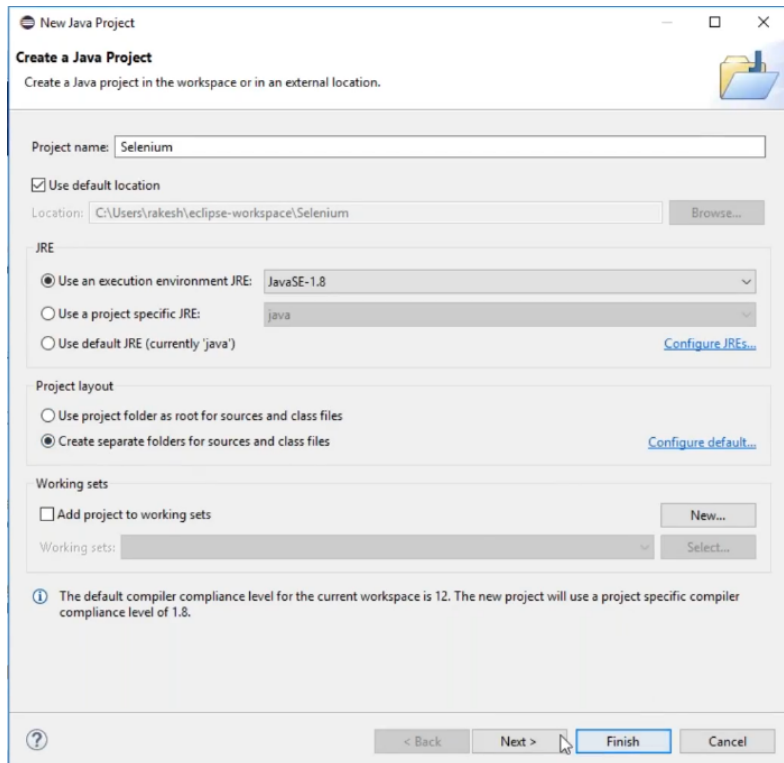 New Java Project
Create a Java Project
Create a Java project in the workspace or in an external location.
Project name: Selenium
Use default location
Location: C:\Users\rakesh\eclipse-workspace\Selenium Browse...
JRE
Use an execution environment JRE: JavaSE-1.8
Use a project specific JRE: java
Use default JRE (currently 'java') Configure JREs...
Project layout
Use project folder as root for sources and class files
Create separate folders for sources and class files Configure default...
Working sets
Add project to working sets New...
Working sets: Select...
The default compiler compliance level for the current workspace is 12. The new project will use a project specific compiler
compliance level of 1.8.
? < Back Next > Finish Cancel